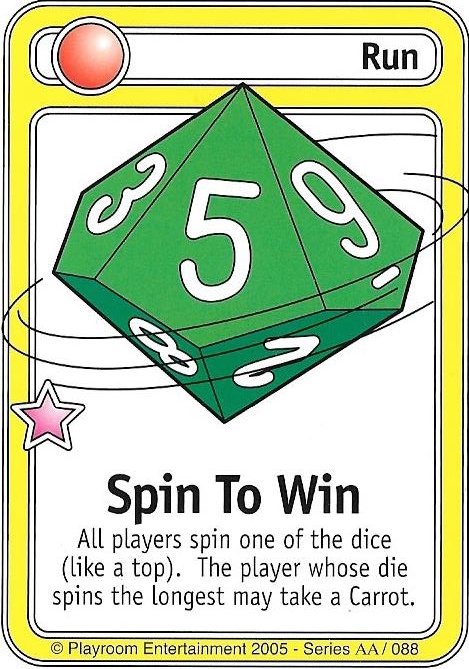 Run
3
5
9
1
8
7
Spin To Win
All players spin one of the dice
(like a top). The player whose die
spins the longest may take a Carrot.
© Playroom Entertainment 2005 - Series AA / 088